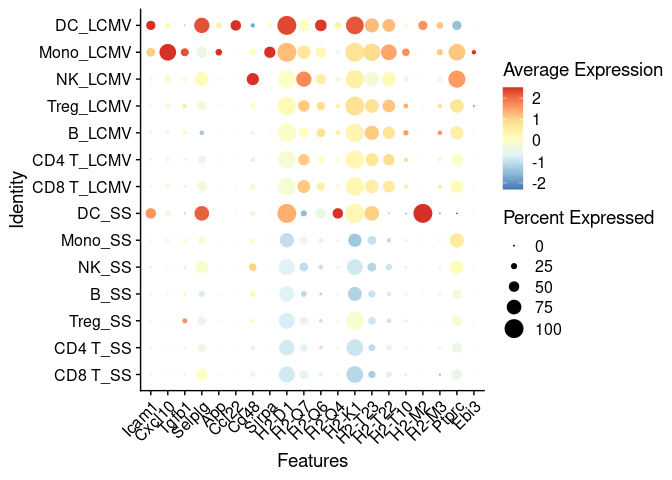 DC_LCMV
Mono_LCMV
NK_LCMV
Treg_LCMV
B_LCMV
CD4 T_LCMV
CD8 T_LCMV
DC_SS
Mono_SS
NK_SS
B_SS
Treg_SS
CD4 T_SS
CD8 T_SS
Identity
Icam1
Cxcl10
Itgb1
Selplg
App
Ccl22
Cd48
Sirpa
H2-D1
H2-Q7
H2-Q6
H2-Q4
H2-K1
H2-T23
H2-T22
H2-T10
H2-M2
H2-M3
Ptprc
Ebi3
Features
Average Expression
2
1
0
-1
-2
Percent Expressed
0
25
50
75
100